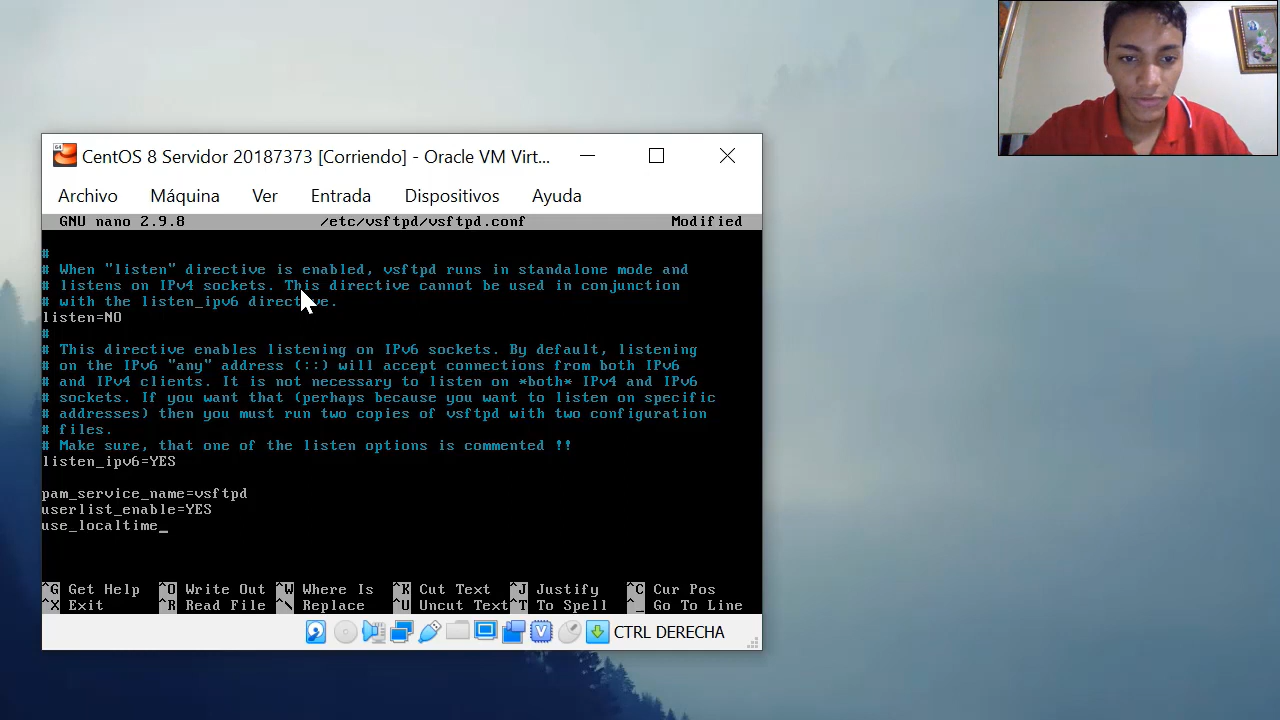 CentOS 8 Servidor 20187373 [Corriendo] - Oracle VM Virt...
Archivo Máquina Ver Entrada Dispositivos Ayuda
GNU nano 2.9.8 /etc/vsftpd/vsftpd.conf Modified
#
# When "listen" directive is enabled, vsftpd runs in standalone mode and
# listens on IPv4 sockets. This directive cannot be used in conjunction
# with the listen_ipv6 directive.
listen=NO
#
# This directive enables listening on IPv6 sockets. By default, listening
# on the IPv6 "any" address (::) will accept connections from both IPv6
# and IPv4 clients. It is not necessary to listen on *both* IPv4 and IPv6
# sockets. If you want that (perhaps because you want to listen on specific
# addresses) then you must run two copies of vsftpd with two configuration
# files.
# Make sure, that one of the listen options is commented !!
listen_ipv6=YES
pam_service_name=vsftpd
userlist_enable=YES
use_localtime_
^G Get Help ^O Write Out ^W Where Is ^K Cut Text ^J Justify ^C Cur Pos
^X Exit ^R Read File ^\ Replace ^U Uncut Text ^T To Spell ^_ Go To Line
CTRL DERECHA